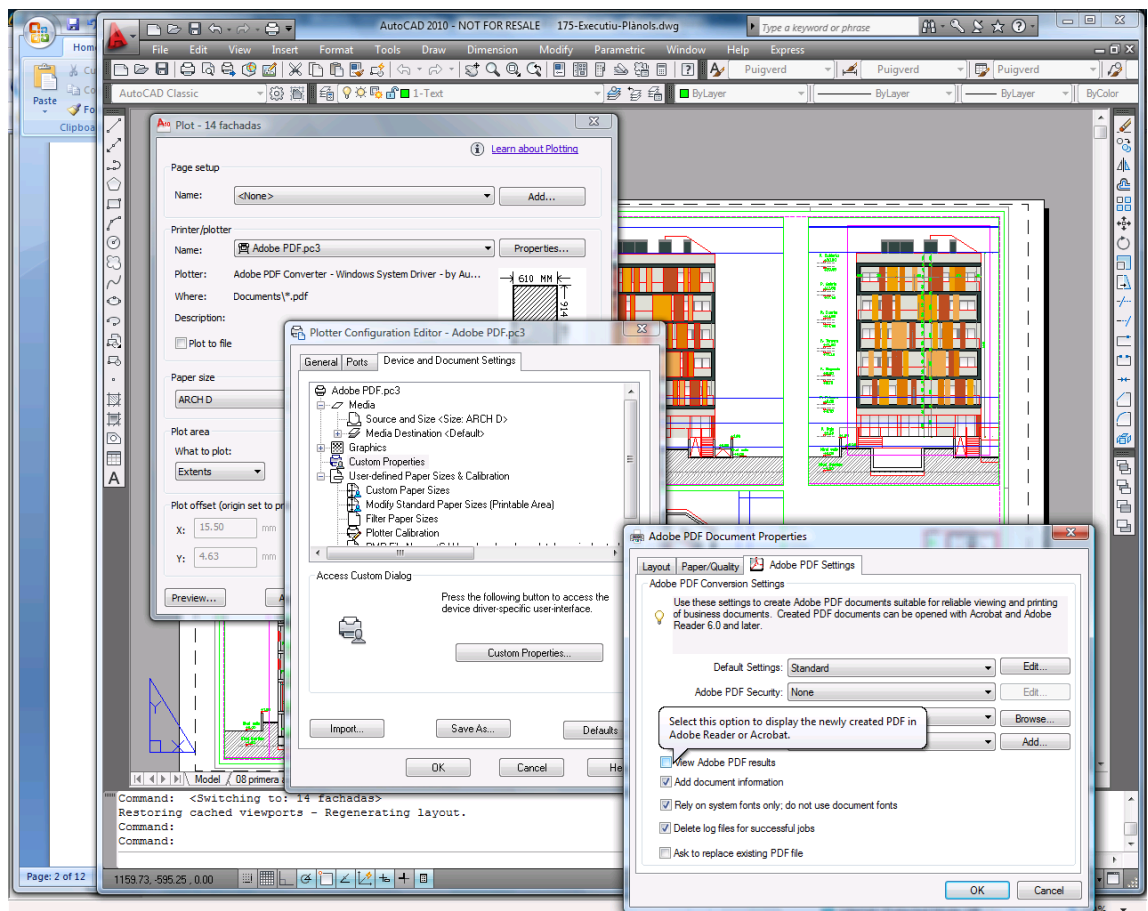 AutoCAD 2010 - NOT FOR RESALE 175-Executiu-Plànols.dwg
Type a keyword or phrase
Home
File Edit View Insert Format Tools Draw Dimension Modify Parametric Window Help Express
Paste
Clipboa
Puigverd Puigverd Puigverd
AutoCAD Classic 1-Text ByLayer ByLayer ByLayer ByColor
Plot - 14 fachadas
Learn about Plotting
Page setup
Name: <None> Add...
Printer/plotter
Name: Adobe PDF.pc3 Properties...
Plotter: Adobe PDF Converter - Windows System Driver - by Au...
Where: Documents\*.pdf
Description:
Plot to file
610 MM
914
Paper size
ARCH D
Plot area
What to plot:
Extents
Plot offset (origin set to pr
X: 15.50 mm
Y: 4.63 mm
Preview...
Plotter Configuration Editor - Adobe PDF.pc3
General Ports Device and Document Settings
Adobe PDF.pc3
Media
Source and Size <Size: ARCH D>
Media Destination <Default>
Graphics
Custom Properties
User-defined Paper Sizes & Calibration
Custom Paper Sizes
Modify Standard Paper Sizes (Printable Area)
Filter Paper Sizes
Plotter Calibration
Access Custom Dialog
Press the following button to access the
device driver-specific user-interface.
Custom Properties...
Import... Save As... Defaults
OK Cancel He
Adobe PDF Document Properties
Layout Paper/Quality Adobe PDF Settings
Adobe PDF Conversion Settings
Use these settings to create Adobe PDF documents suitable for reliable viewing and printing
of business documents. Created PDF documents can be opened with Acrobat and Adobe
Reader 6.0 and later.
Default Settings: Standard Edit...
Adobe PDF Security: None Edit...
Browse...
Add...
Select this option to display the newly created PDF in
Adobe Reader or Acrobat.
View Adobe PDF results
Add document information
Rely on system fonts only; do not use document fonts
Delete log files for successful jobs
Ask to replace existing PDF file
OK Cancel
Y
X
Model 08 primera
Command: <Switching to: 14 fachadas>
Restoring cached viewports - Regenerating layout.
Command:
Command:
Page: 2 of 12
1159.73, -595.25 , 0.00